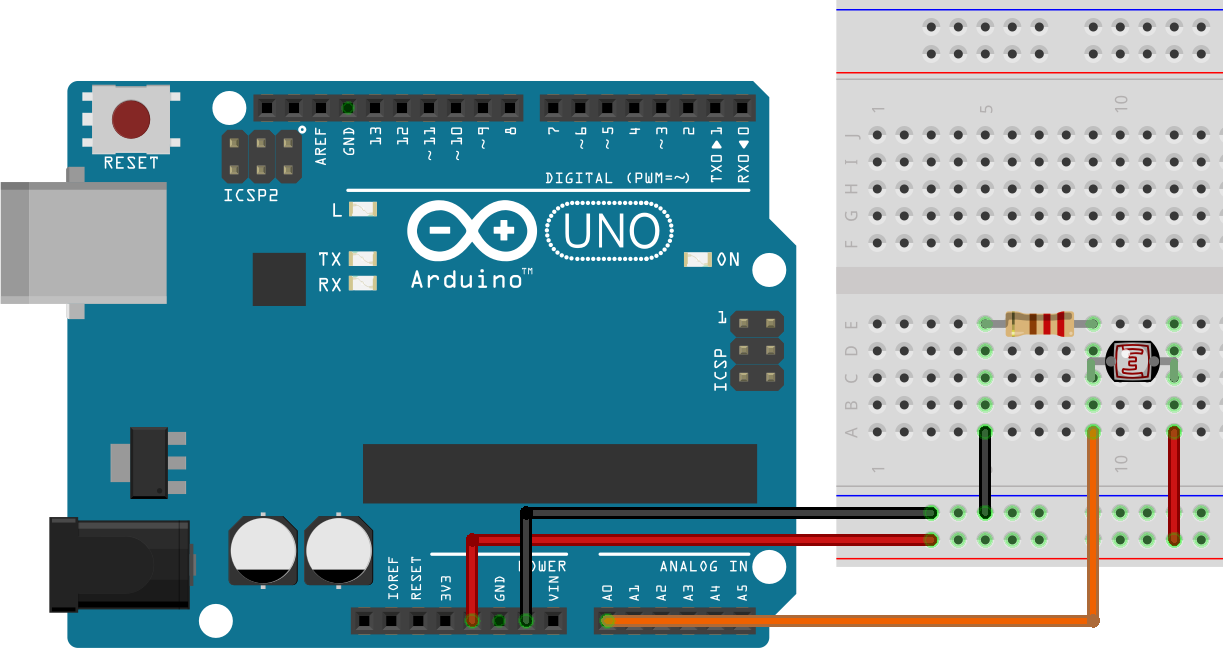 RESET
ICSP2
AREF
GND
13
12
~11
~10
~9
8
7
~6
~5
4
~3
2
TX0▶1
RX0◀0
DIGITAL (PWM=~)
L
TX
RX
Arduino™
UNO
ON
1
ICSP
IOREF
RESET
3V3
GND
VIN
OWER
ANALOG IN
A0
A1
A2
A3
A4
A5
1
5
10
J
I
H
G
F
E
D
C
B
A
1
10